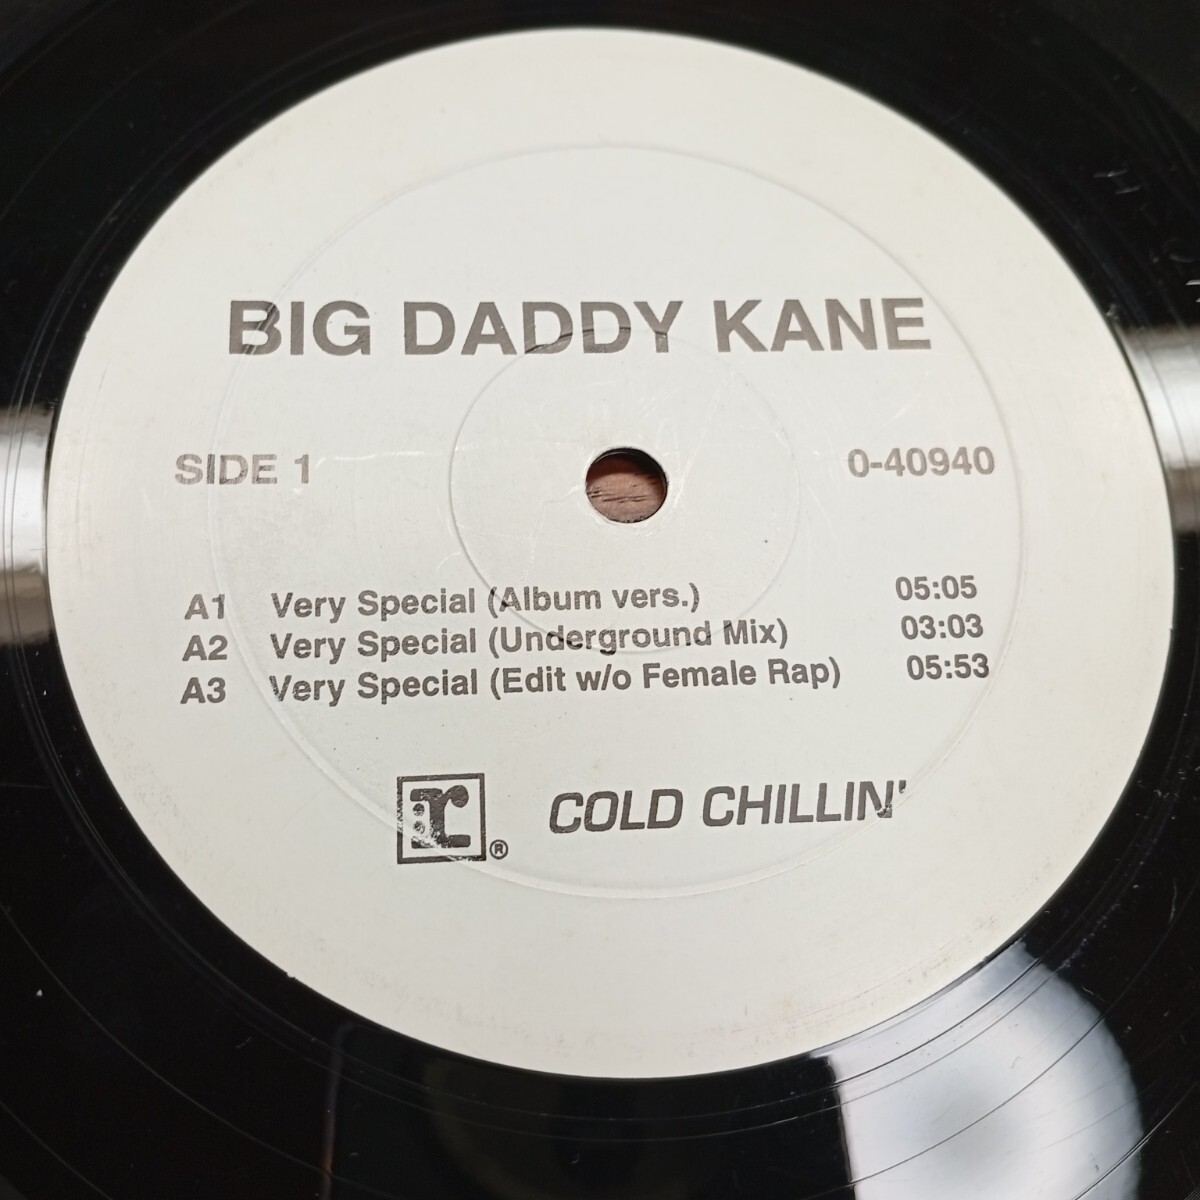 BIG DADDY KANE
SIDE 1 0-40940
A1 Very Special (Album vers.) 05:05
A2 Very Special (Underground Mix) 03:03
A3 Very Special (Edit w/o Female Rap) 05:53
:r ® COLD CHILLIN'